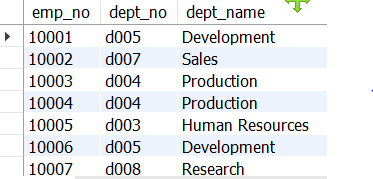 emp_no dept_no dept_name
10001 d005 Development
10002 d007 Sales
10003 d004 Production
10004 d004 Production
10005 d003 Human Resources
10006 d005 Development
10007 d008 Research